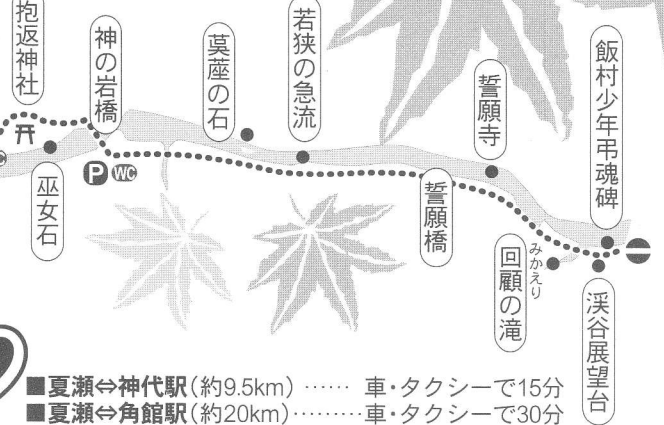 抱返神社
神の岩橋
茣座の石
若狭の急流
誓願寺
飯村少年弔魂碑
巫女石
P WC
誓願橋
回顧の滝
みかえり
渓谷展望台
■夏瀬⇔神代駅(約9.5km)…… 車・タクシーで15分
■夏瀬⇔角館駅(約20km)………車・タクシーで30分